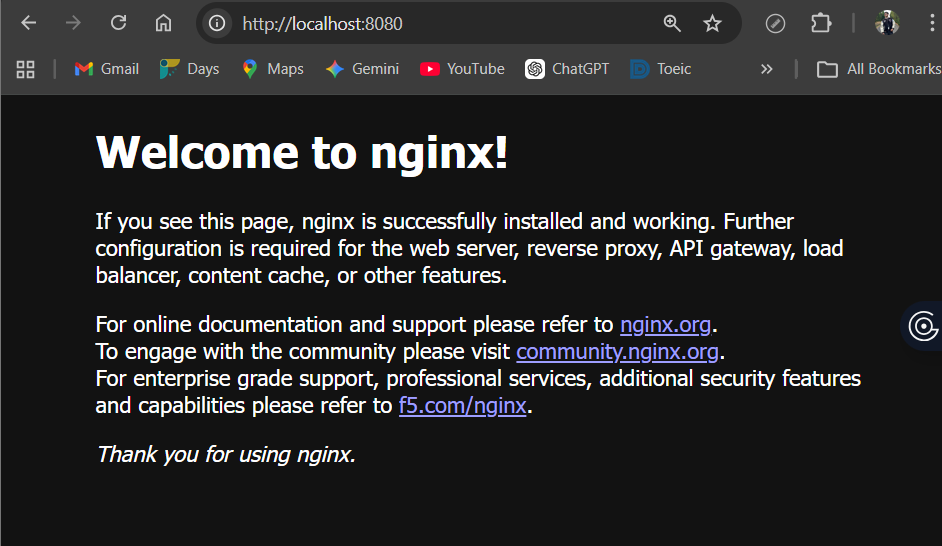 http://localhost:8080
Gmail
Days
Maps
Gemini
YouTube
ChatGPT
Toeic
All Bookmarks
Welcome to nginx!
If you see this page, nginx is successfully installed and working. Further
configuration is required for the web server, reverse proxy, API gateway, load
balancer, content cache, or other features.
For online documentation and support please refer to nginx.org.
To engage with the community please visit community.nginx.org.
For enterprise grade support, professional services, additional security features
and capabilities please refer to f5.com/nginx.
Thank you for using nginx.